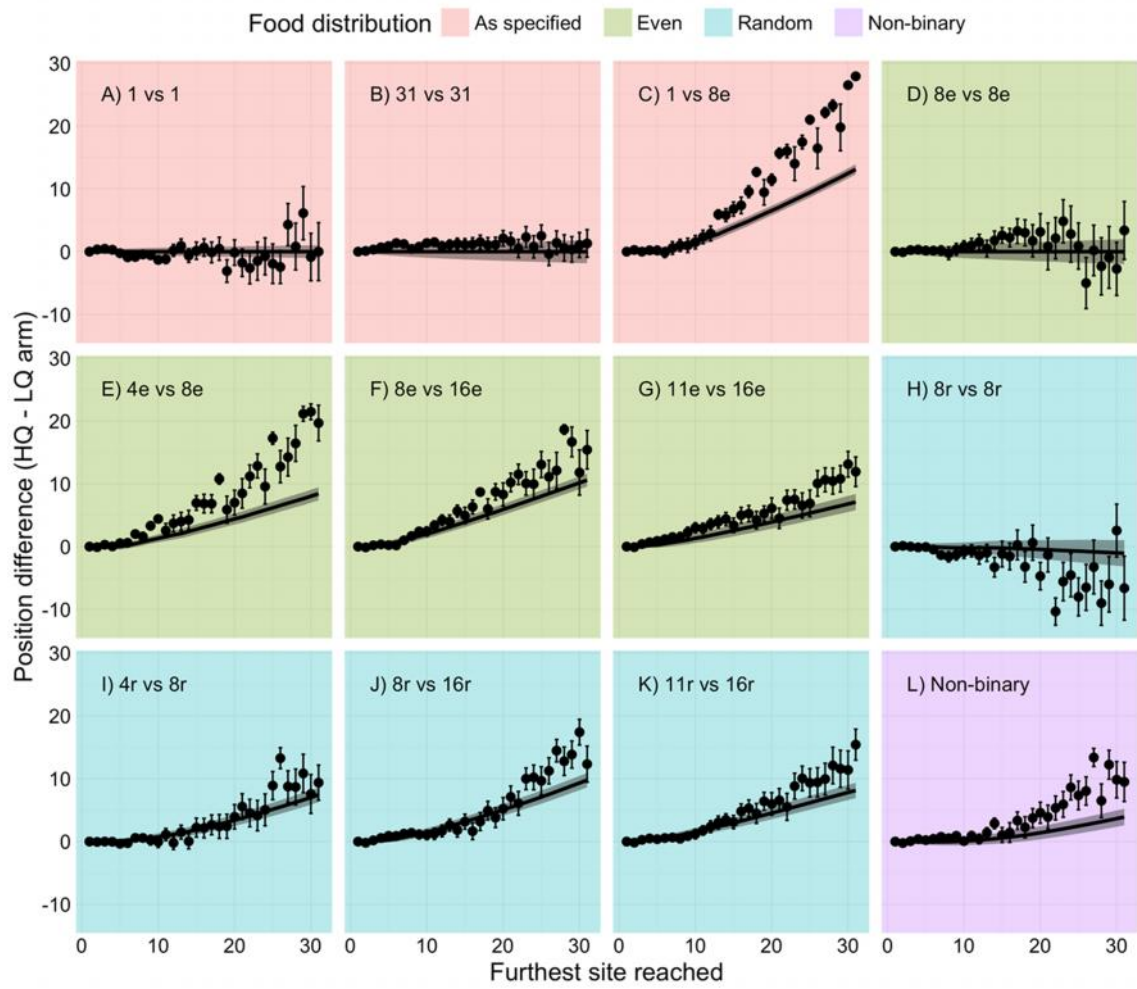 Food distribution As specified Even Random Non-binary
A) 1 vs 1 B) 31 vs 31 C) 1 vs 8e D) 8e vs 8e
30
20
10
0
-10
E) 4e vs 8e F) 8e vs 16e G) 11e vs 16e H) 8r vs 8r
30
20
10
0
-10
I) 4r vs 8r J) 8r vs 16r K) 11r vs 16r L) Non-binary
30
20
10
0
-10
Position difference (HQ - LQ arm)
0 10 20 30 0 10 20 30 0 10 20 30 0 10 20 30
Furthest site reached